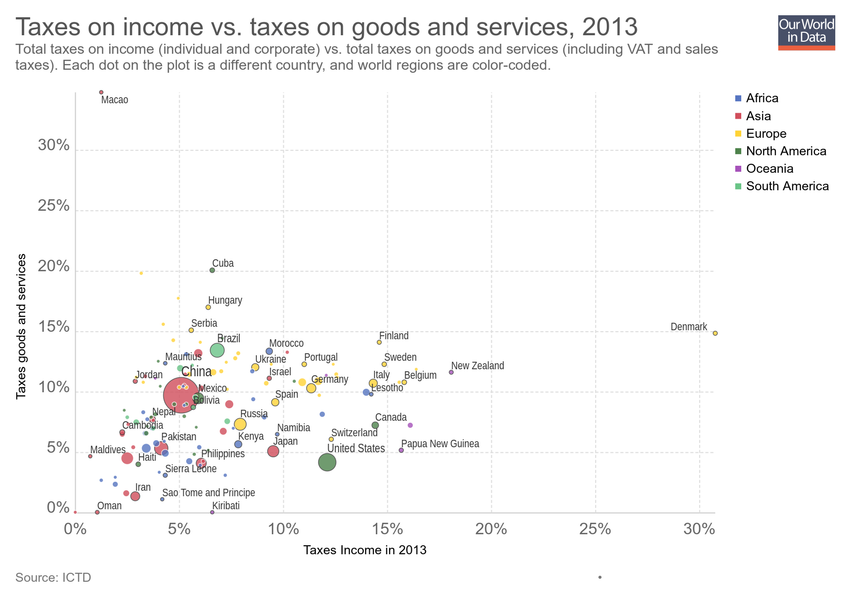 Taxes on income vs. taxes on goods and services, 2013
Our World
in Data
Total taxes on income (individual and corporate) vs. total taxes on goods and services (including VAT and sales
taxes). Each dot on the plot is a different country, and world regions are color-coded.
Macao
Africa
Asia
Europe
North America
Oceania
South America
30%
25%
20%
15%
10%
5%
0%
Taxes goods and services
Cuba
Hungary
Serbia
Denmark
Brazil
Finland
Morocco
Mauritius
Ukraine
Portugal
Sweden
New Zealand
China
Jordan
Israel
Germany
Italy
Belgium
Mexico
Lesotho
Bolivia
Spain
Nepal
Russia
Cambodia
Canada
Namibia
Pakistan
Kenya
Switzerland
Japan
Papua New Guinea
Maldives
Haiti
Philippines
United States
Sierra Leone
Iran
Sao Tome and Principe
Oman
Kiribati
0%
5%
10%
15%
20%
25%
30%
Taxes Income in 2013
Source: ICTD